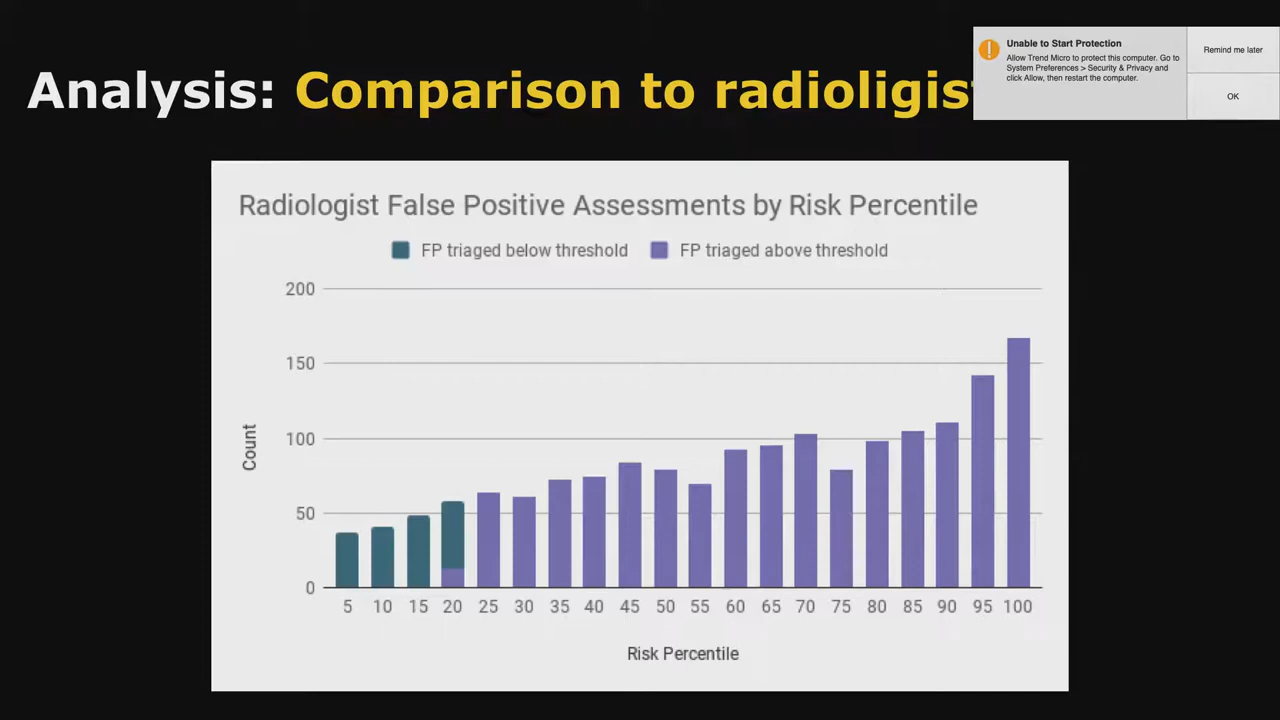 Analysis: Comparison to radioligis
Unable to Start Protection
Allow Trend Micro to protect this computer. Go to
System Preferences > Security & Privacy and
click Allow, then restart the computer.
Remind me later
OK
Radiologist False Positive Assessments by Risk Percentile
FP triaged below threshold FP triaged above threshold
200
150
100
50
0
Count
5 10 15 20 25 30 35 40 45 50 55 60 65 70 75 80 85 90 95 100
Risk Percentile